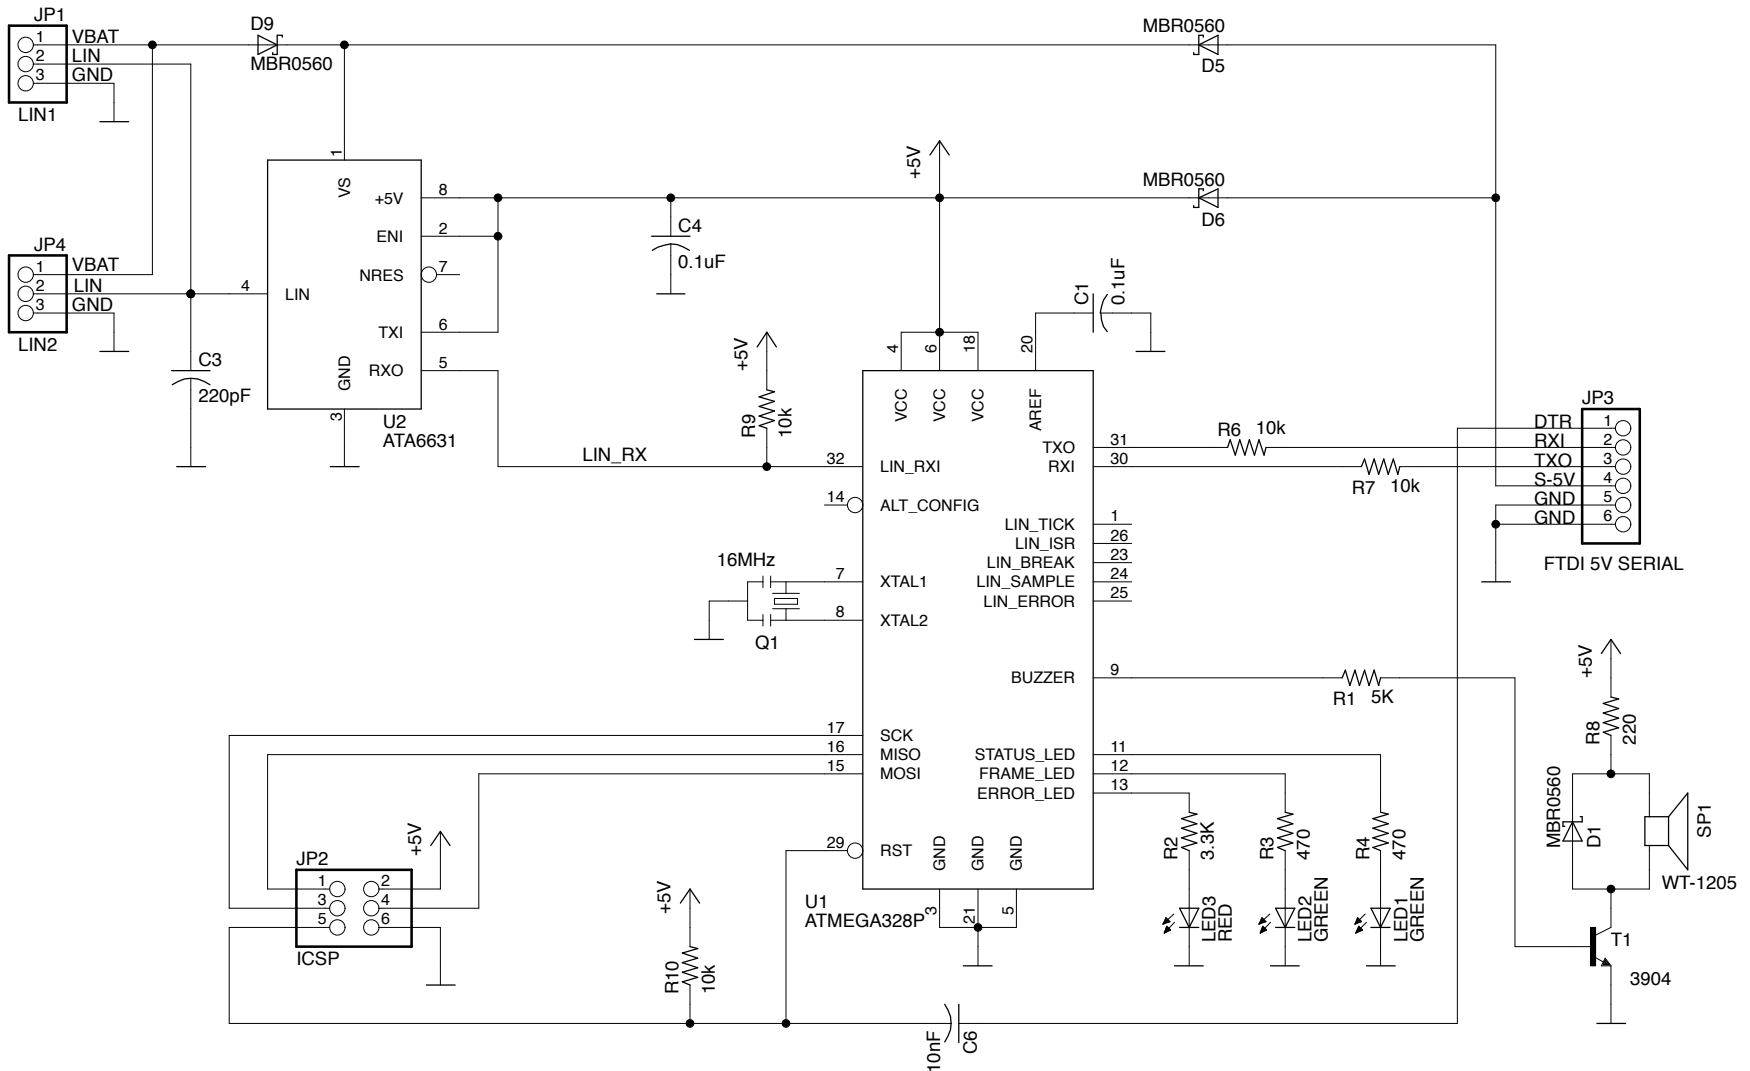 JP1
1 VBAT
2 LIN
3 GND
LIN1
D9
MBR0560
MBR0560
D5
JP4
1 VBAT
2 LIN
3 GND
LIN2
C3
220pF
1
VS
+5V 8
ENI 2
NRES 7
4 LIN
TXI 6
RXO 5
GND
3
U2
ATA6631
C4
0.1uF
+5V
MBR0560
D6
C1
0.1uF
+5V
R9
10k
LIN_RX
4
6
18
20
VCC
VCC
VCC
AREF
32 LIN_RXI
14 ALT_CONFIG
7 XTAL1
8 XTAL2
16MHz
Q1
17 SCK
16 MISO
15 MOSI
29 RST
TXO 31
RXI 30
LIN_TICK 1
LIN_ISR 26
LIN_BREAK 23
LIN_SAMPLE 24
LIN_ERROR 25
BUZZER 9
STATUS_LED 11
FRAME_LED 12
ERROR_LED 13
GND
GND
GND
3
21
5
U1
ATMEGA328P
R6 10k
R7 10k
JP3
DTR 1
RXI 2
TXO 3
S-5V 4
GND 5
GND 6
FTDI 5V SERIAL
R1 5K
+5V
R8
220
MBR0560
D1
SP1
WT-1205
T1
3904
R2
3.3K
R3
470
R4
470
LED3
RED
LED2
GREEN
LED1
GREEN
JP2
+5V
1 2
3 4
5 6
ICSP
+5V
R10
10k
10nF
C6